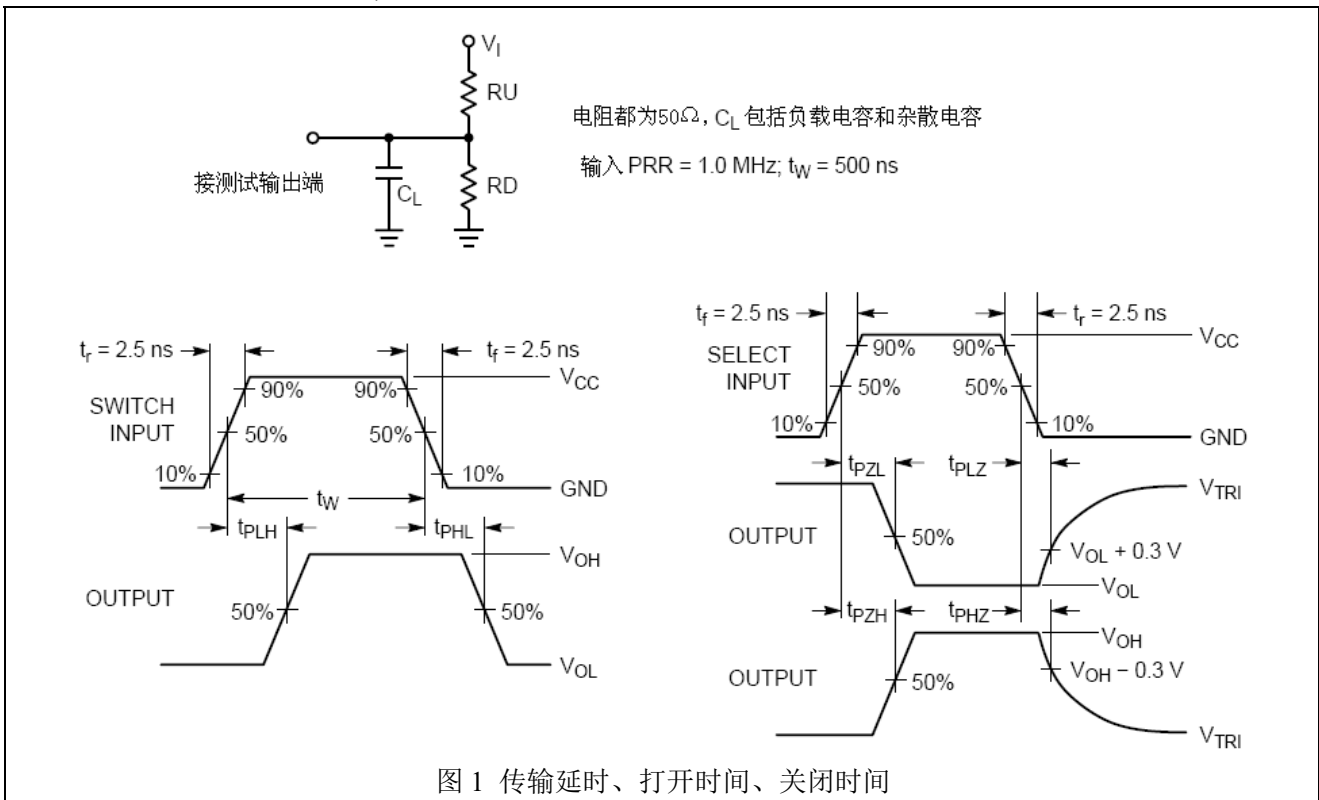 V_I
RU
电阻都为50Ω, C_L 包括负载电容和杂散电容
接测试输出端
C_L
RD
输入 PRR = 1.0 MHz; t_W = 500 ns
t_r = 2.5 ns
t_f = 2.5 ns
V_CC
90%
90%
SWITCH
INPUT
50%
50%
10%
10%
GND
t_W
t_PLH
t_PHL
V_OH
OUTPUT
50%
50%
V_OL
t_f = 2.5 ns
t_r = 2.5 ns
V_CC
90%
90%
SELECT
INPUT
50%
50%
10%
10%
GND
t_PZL
t_PLZ
V_TRI
OUTPUT
50%
V_OL + 0.3 V
V_OL
t_PZH
t_PHZ
V_OH
V_OH − 0.3 V
OUTPUT
50%
V_TRI
图 1 传输延时、打开时间、关闭时间